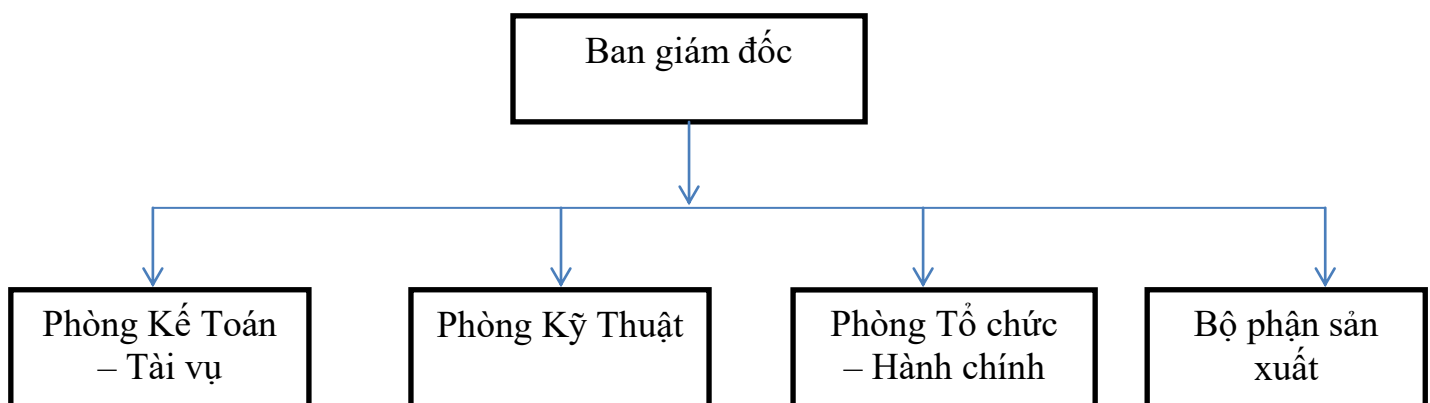 Ban giám đốc
Phòng Kế Toán
– Tài vụ
Phòng Kỹ Thuật
Phòng Tổ chức
– Hành chính
Bộ phận sản
xuất